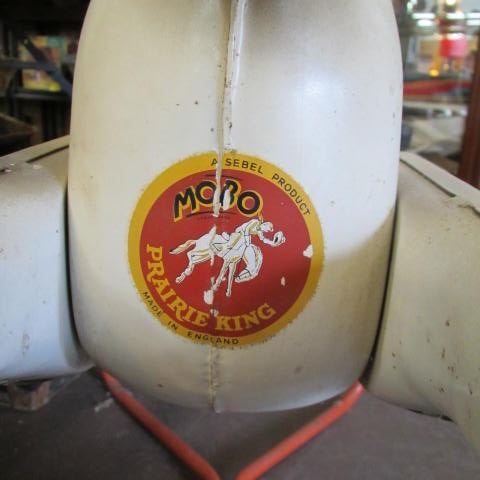 A SEBEL PRODUCT
MOBO
PRAIRIE KING
MADE IN ENGLAND